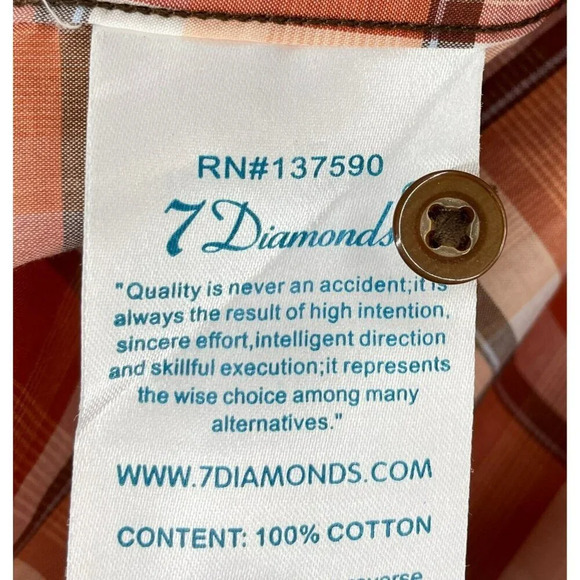 RN#137590
7 Diamonds
"Quality is never an accident;it is
always the result of high intention,
sincere effort,intelligent direction
and skillful execution;it represents
the wise choice among many
alternatives."
WWW.7DIAMONDS.COM
CONTENT: 100% COTTON
reverse